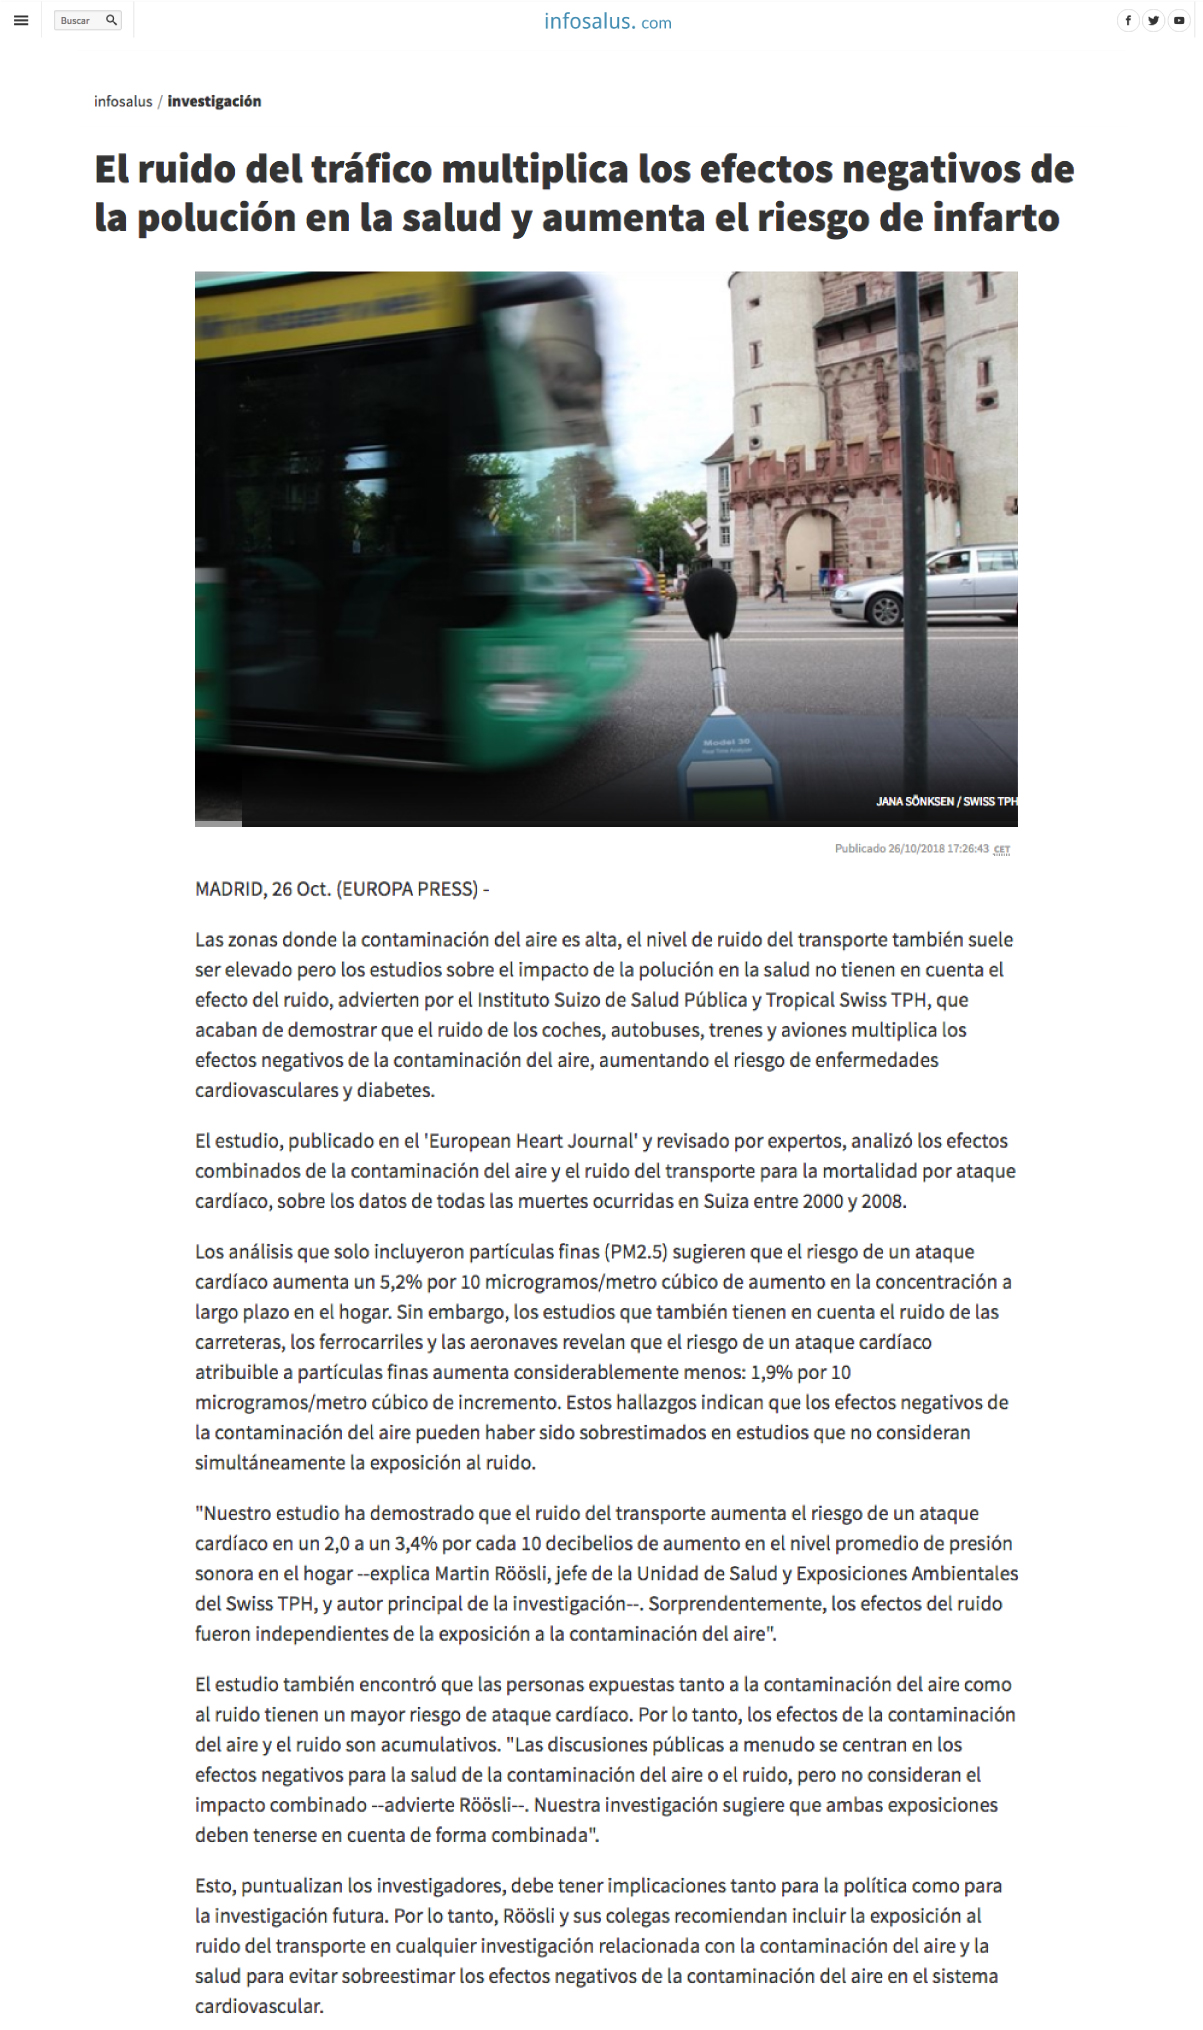 Buscar
infosalus. com
infosalus / investigación
El ruido del tráfico multiplica los efectos negativos de
la polución en la salud y aumenta el riesgo de infarto
Model 30
Real Time Analyzer
JANA SÖNKSEN / SWISS TPH
Publicado 26/10/2018 17:26:43 CET
MADRID, 26 Oct. (EUROPA PRESS) -
Las zonas donde la contaminación del aire es alta, el nivel de ruido del transporte también suele
ser elevado pero los estudios sobre el impacto de la polución en la salud no tienen en cuenta el
efecto del ruido, advierten por el Instituto Suizo de Salud Pública y Tropical Swiss TPH, que
acaban de demostrar que el ruido de los coches, autobuses, trenes y aviones multiplica los
efectos negativos de la contaminación del aire, aumentando el riesgo de enfermedades
cardiovasculares y diabetes.
El estudio, publicado en el 'European Heart Journal' y revisado por expertos, analizó los efectos
combinados de la contaminación del aire y el ruido del transporte para la mortalidad por ataque
cardíaco, sobre los datos de todas las muertes ocurridas en Suiza entre 2000 y 2008.
Los análisis que solo incluyeron partículas finas (PM2.5) sugieren que el riesgo de un ataque
cardíaco aumenta un 5,2% por 10 microgramos/metro cúbico de aumento en la concentración a
largo plazo en el hogar. Sin embargo, los estudios que también tienen en cuenta el ruido de las
carreteras, los ferrocarriles y las aeronaves revelan que el riesgo de un ataque cardíaco
atribuible a partículas finas aumenta considerablemente menos: 1,9% por 10
microgramos/metro cúbico de incremento. Estos hallazgos indican que los efectos negativos de
la contaminación del aire pueden haber sido sobrestimados en estudios que no consideran
simultáneamente la exposición al ruido.
"Nuestro estudio ha demostrado que el ruido del transporte aumenta el riesgo de un ataque
cardíaco en un 2,0 a un 3,4% por cada 10 decibelios de aumento en el nivel promedio de presión
sonora en el hogar --explica Martin Röösli, jefe de la Unidad de Salud y Exposiciones Ambientales
del Swiss TPH, y autor principal de la investigación--. Sorprendentemente, los efectos del ruido
fueron independientes de la exposición a la contaminación del aire".
El estudio también encontró que las personas expuestas tanto a la contaminación del aire como
al ruido tienen un mayor riesgo de ataque cardíaco. Por lo tanto, los efectos de la contaminación
del aire y el ruido son acumulativos. "Las discusiones públicas a menudo se centran en los
efectos negativos para la salud de la contaminación del aire o el ruido, pero no consideran el
impacto combinado --advierte Röösli--. Nuestra investigación sugiere que ambas exposiciones
deben tenerse en cuenta de forma combinada".
Esto, puntualizan los investigadores, debe tener implicaciones tanto para la política como para
la investigación futura. Por lo tanto, Röösli y sus colegas recomiendan incluir la exposición al
ruido del transporte en cualquier investigación relacionada con la contaminación del aire y la
salud para evitar sobreestimar los efectos negativos de la contaminación del aire en el sistema
cardiovascular.